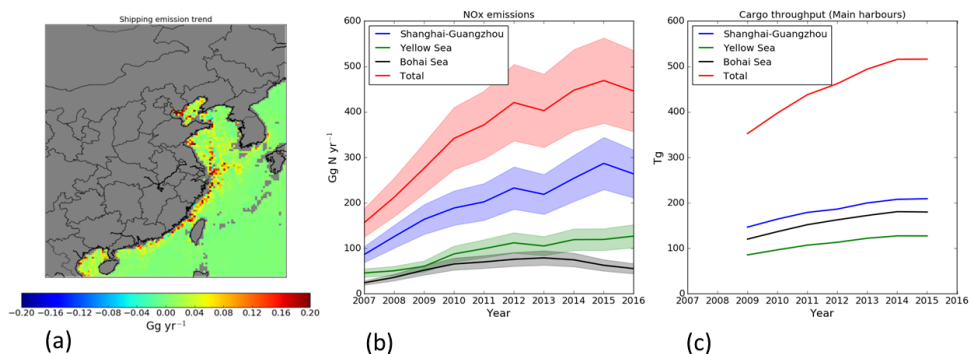 Shipping emission trend
−0.20 −0.16 −0.12 −0.08 −0.04 0.00 0.04 0.08 0.12 0.16 0.20
Gg yr⁻¹
(a)
NOx emissions
Shanghai-Guangzhou
Yellow Sea
Bohai Sea
Total
600
500
400
300
200
100
0
Gg N yr⁻¹
2007 2008 2009 2010 2011 2012 2013 2014 2015 2016
Year
(b)
Cargo throughput (Main harbours)
Shanghai-Guangzhou
Yellow Sea
Bohai Sea
Total
600
500
400
300
200
100
0
Tg
2007 2008 2009 2010 2011 2012 2013 2014 2015 2016
Year
(c)